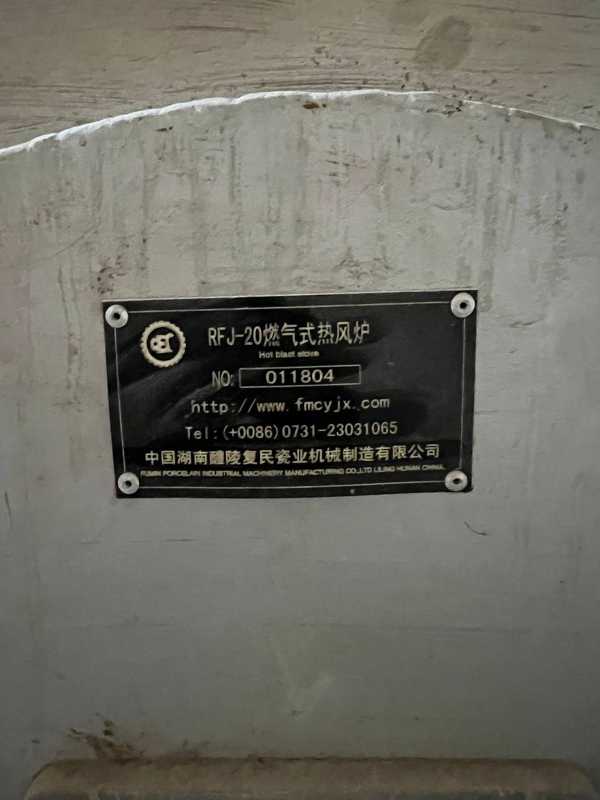 RFJ-20燃气式热风炉
Hot blast stove
NO: 011804
http://www.fmcyjx.com
Tel:(+0086)0731-23031065
中国湖南醴陵复民瓷业机械制造有限公司
FUMIN PORCELAIN INDUSTRIAL MACHINERY MANUFACTURING CO.,LTD LILING HUNAN CHINA.